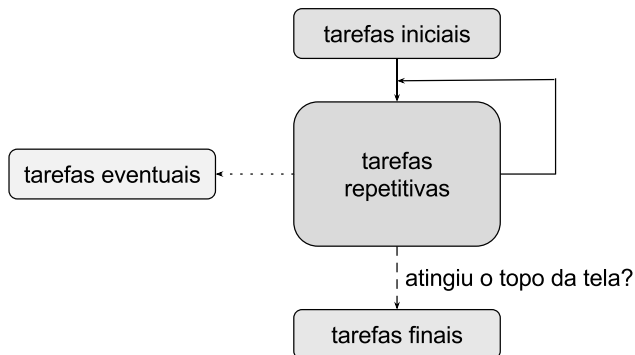 tarefas iniciais
tarefas
repetitivas
tarefas eventuais
atingiu o topo da tela?
tarefas finais